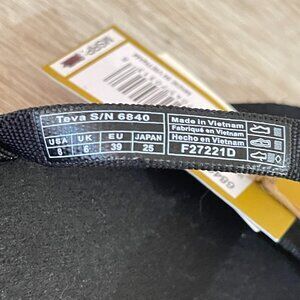 Teva S/N 6840
USA UK EU JAPAN
8 6 39 25
Made in Vietnam
Fabriqué en Vietnam
Hecho en Vietnam
F27221D